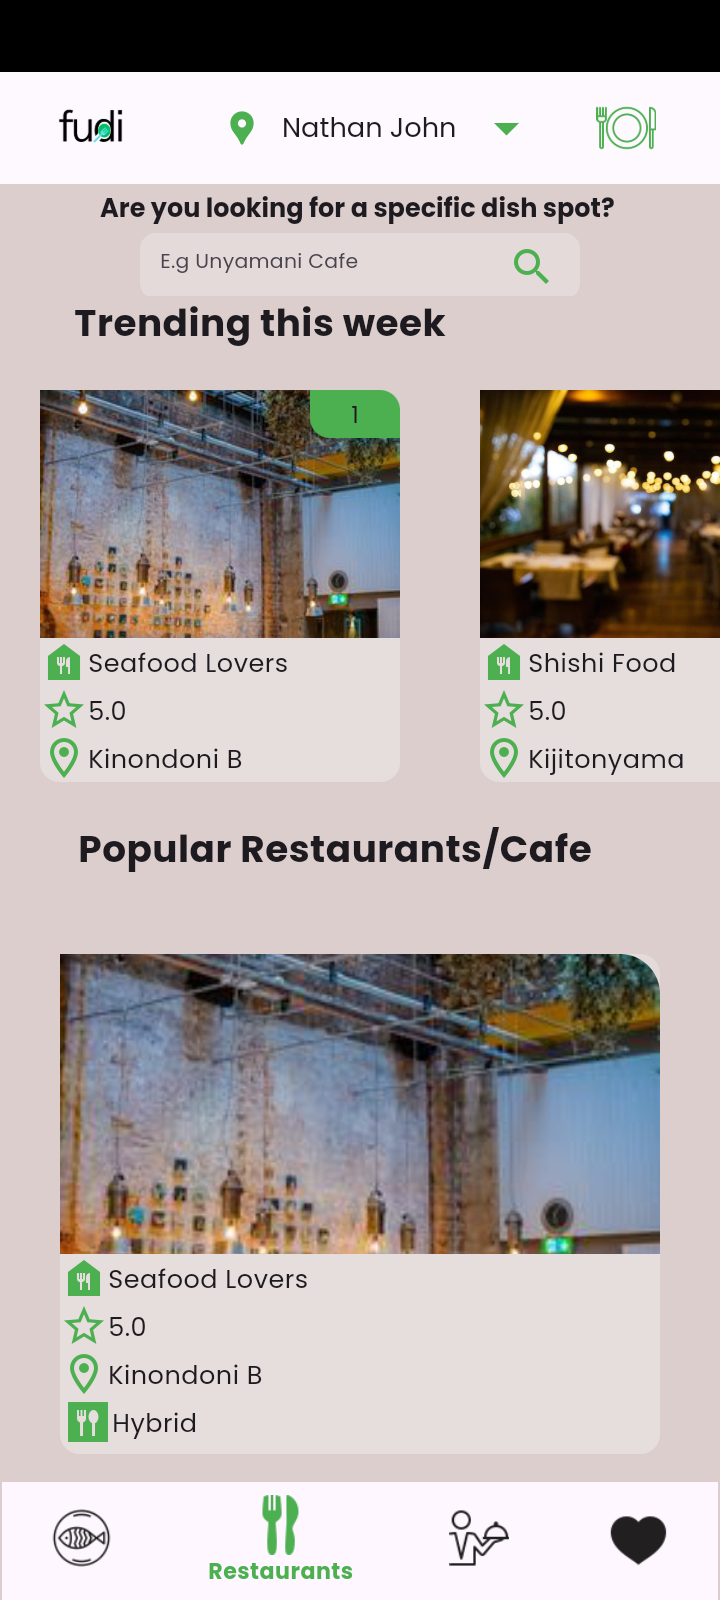 fudi
Nathan John
Are you looking for a specific dish spot?
E.g Unyamani Cafe
Trending this week
1
Seafood Lovers
5.0
Kinondoni B
Shishi Food
5.0
Kijitonyama
Popular Restaurants/Cafe
Seafood Lovers
5.0
Kinondoni B
Hybrid
Restaurants